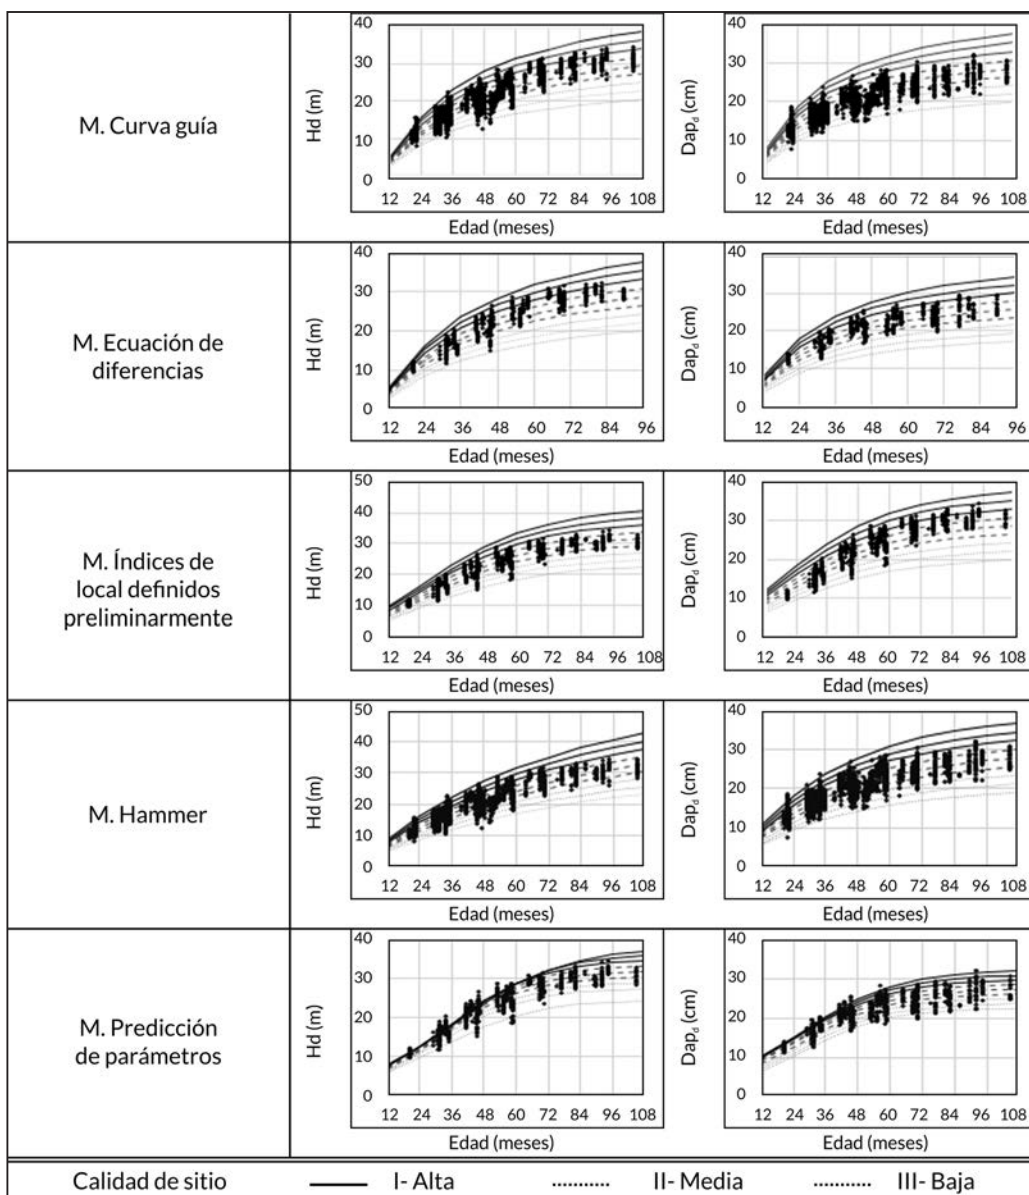 M. Curva guía
Hd (m)
40
30
20
10
0
12 24 36 48 60 72 84 96 108
Edad (meses)
Dap_d (cm)
40
30
20
10
0
12 24 36 48 60 72 84 96 108
Edad (meses)
M. Ecuación de
diferencias
Hd (m)
40
30
20
10
0
12 24 36 48 60 72 84 96
Edad (meses)
Dap_d (cm)
40
30
20
10
0
12 24 36 48 60 72 84 96
Edad (meses)
M. Índices de
local definidos
preliminarmente
Hd (m)
50
40
30
20
10
0
12 24 36 48 60 72 84 96 108
Edad (meses)
Dap_d (cm)
40
30
20
10
0
12 24 36 48 60 72 84 96 108
Edad (meses)
M. Hammer
Hd (m)
50
40
30
20
10
0
12 24 36 48 60 72 84 96 108
Edad (meses)
Dap_d (cm)
40
30
20
10
0
12 24 36 48 60 72 84 96 108
Edad (meses)
M. Predicción
de parámetros
Hd (m)
40
30
20
10
0
12 24 36 48 60 72 84 96 108
Edad (meses)
Dap_d (cm)
40
30
20
10
0
12 24 36 48 60 72 84 96 108
Edad (meses)
Calidad de sitio I- Alta II- Media III- Baja